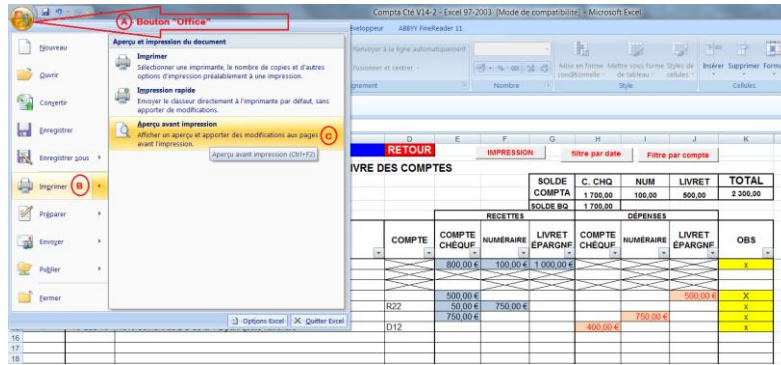 Compta Cté V14-2 - Excel 97-2003 [Mode de compatibilité] - Microsoft Excel
A - Bouton "Office"
éveloppeur ABBYY FineReader 11
Renvoyer à la ligne automatiquement
Fusionner et centrer
Mise en forme conditionnelle
Mettre sous forme de tableau
Styles de cellules
Insérer Supprimer Forma
Nombre Style Cellules
Nouveau
Ouvrir
Convertir
Enregistrer
Enregistrer sous
Imprimer B
Préparer
Envoyer
Publier
Fermer
Aperçu et impression du document
Imprimer
Sélectionner une imprimante, le nombre de copies et d'autres
options d'impression préalablement à une impression.
Impression rapide
Envoyer le classeur directement à l'imprimante par défaut, sans
apporter de modifications.
Aperçu avant impression
Afficher un aperçu et apporter des modifications aux pages C
avant l'impression.
Aperçu avant impression (Ctrl+F2)
Options Excel Quitter Excel
D E F G H I J K
RETOUR IMPRESSION filtre par date Filtre par compte
IVRE DES COMPTES
SOLDE C. CHQ NUM LIVRET TOTAL
COMPTA 1 700,00 100,00 500,00 2 300,00
SOLDE BQ 1 700,00
RECETTES DÉPENSES
COMPTE COMPTE CHÈQUE NUMÉRAIRE LIVRET ÉPARGNE COMPTE CHÈQUE NUMÉRAIRE LIVRET ÉPARGNE OBS
800,00 € 100,00 € 1 000,00 € x
500,00 € 500,00 € X
R22 50,00 € 750,00 € x
750,00 € 750,00 € x
D12 400,00 € x
16
17
18